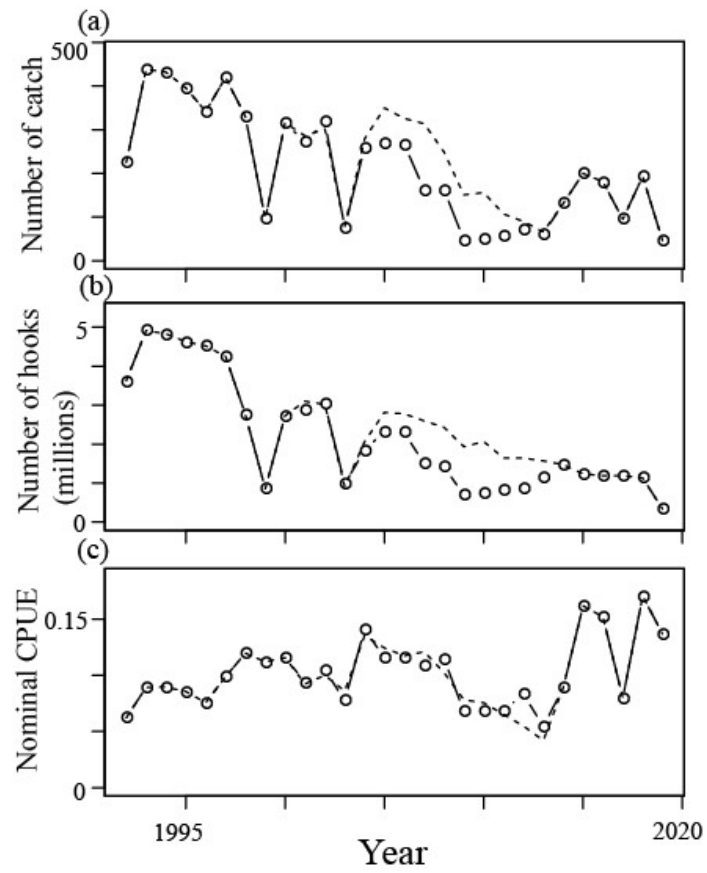 (a)
500
Number of catch
0
(b)
5
Number of hooks
(millions)
0
(c)
0.15
Nominal CPUE
0
1995
2020
Year